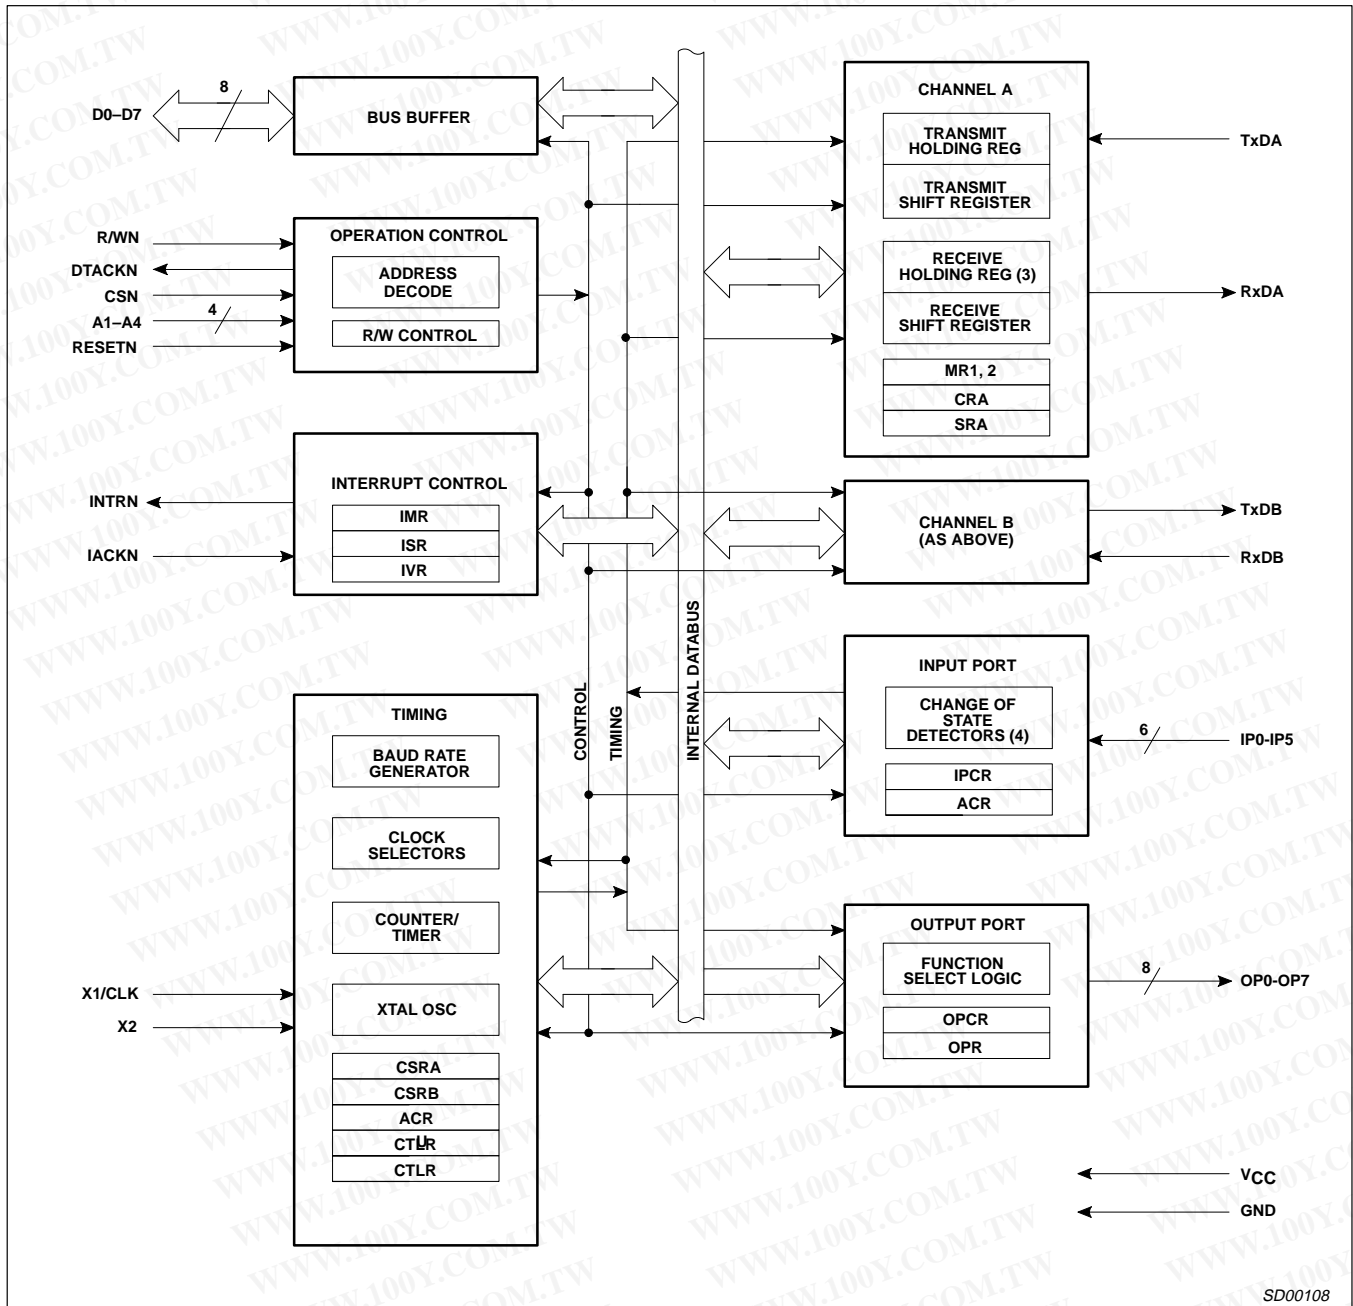 D0–D7
8
BUS BUFFER
R/WN
DTACKN
CSN
A1–A4
4
RESETN
OPERATION CONTROL
ADDRESS
DECODE
R/W CONTROL
INTRN
IACKN
INTERRUPT CONTROL
IMR
ISR
IVR
X1/CLK
X2
TIMING
BAUD RATE
GENERATOR
CLOCK
SELECTORS
COUNTER/
TIMER
XTAL OSC
CSRA
CSRB
ACR
CTLR
U
CTLR
CONTROL
TIMING
INTERNAL DATABUS
CHANNEL A
TRANSMIT
HOLDING REG
TRANSMIT
SHIFT REGISTER
RECEIVE
HOLDING REG (3)
RECEIVE
SHIFT REGISTER
MR1, 2
CRA
SRA
TxDA
RxDA
CHANNEL B
(AS ABOVE)
TxDB
RxDB
INPUT PORT
CHANGE OF
STATE
DETECTORS (4)
IPCR
ACR
6
IP0-IP5
OUTPUT PORT
FUNCTION
SELECT LOGIC
OPCR
OPR
8
OP0-OP7
VCC
GND
SD00108
WWW.100Y.COM.TW